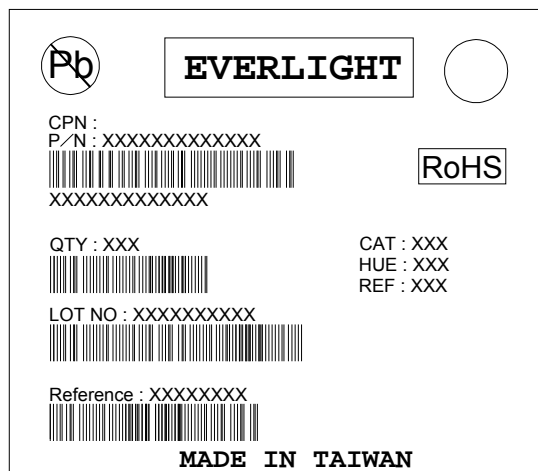 Pb
EVERLIGHT
CPN :
P/N : XXXXXXXXXXXXX
RoHS
XXXXXXXXXXXXX
QTY : XXX
CAT : XXX
HUE : XXX
REF : XXX
LOT NO : XXXXXXXXXX
Reference : XXXXXXXX
MADE IN TAIWAN